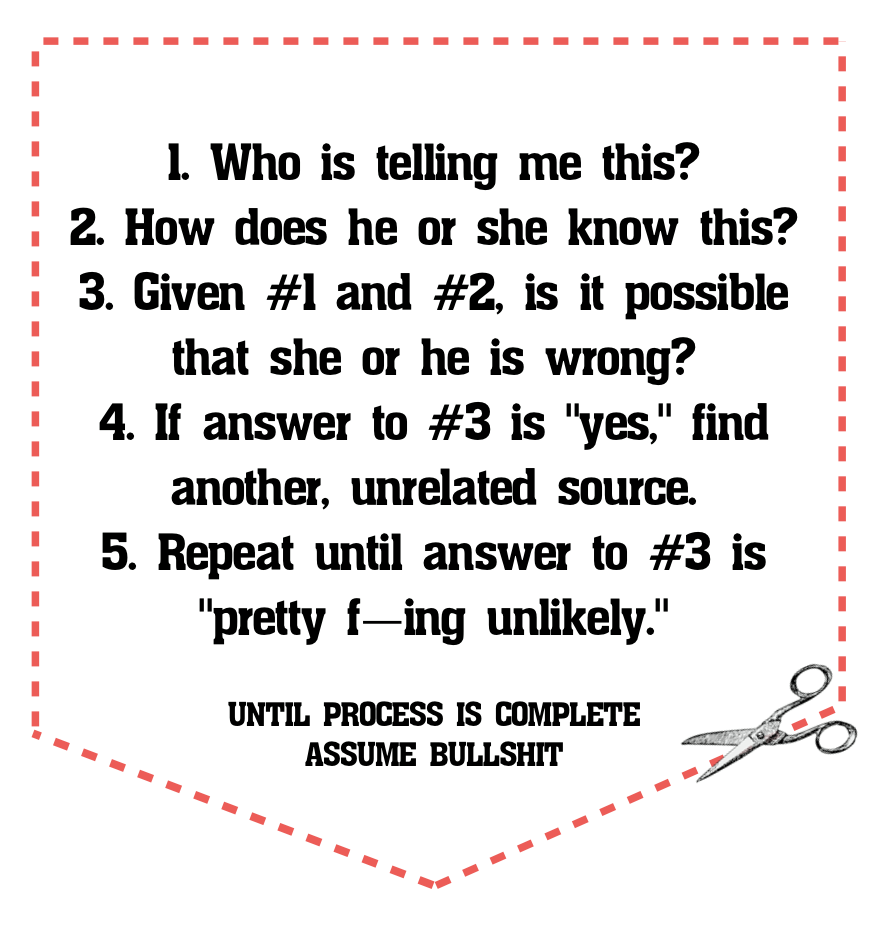 1. Who is telling me this?
2. How does he or she know this?
3. Given #1 and #2, is it possible
that she or he is wrong?
4. If answer to #3 is "yes," find
another, unrelated source.
5. Repeat until answer to #3 is
"pretty f—ing unlikely."
UNTIL PROCESS IS COMPLETE
ASSUME BULLSHIT